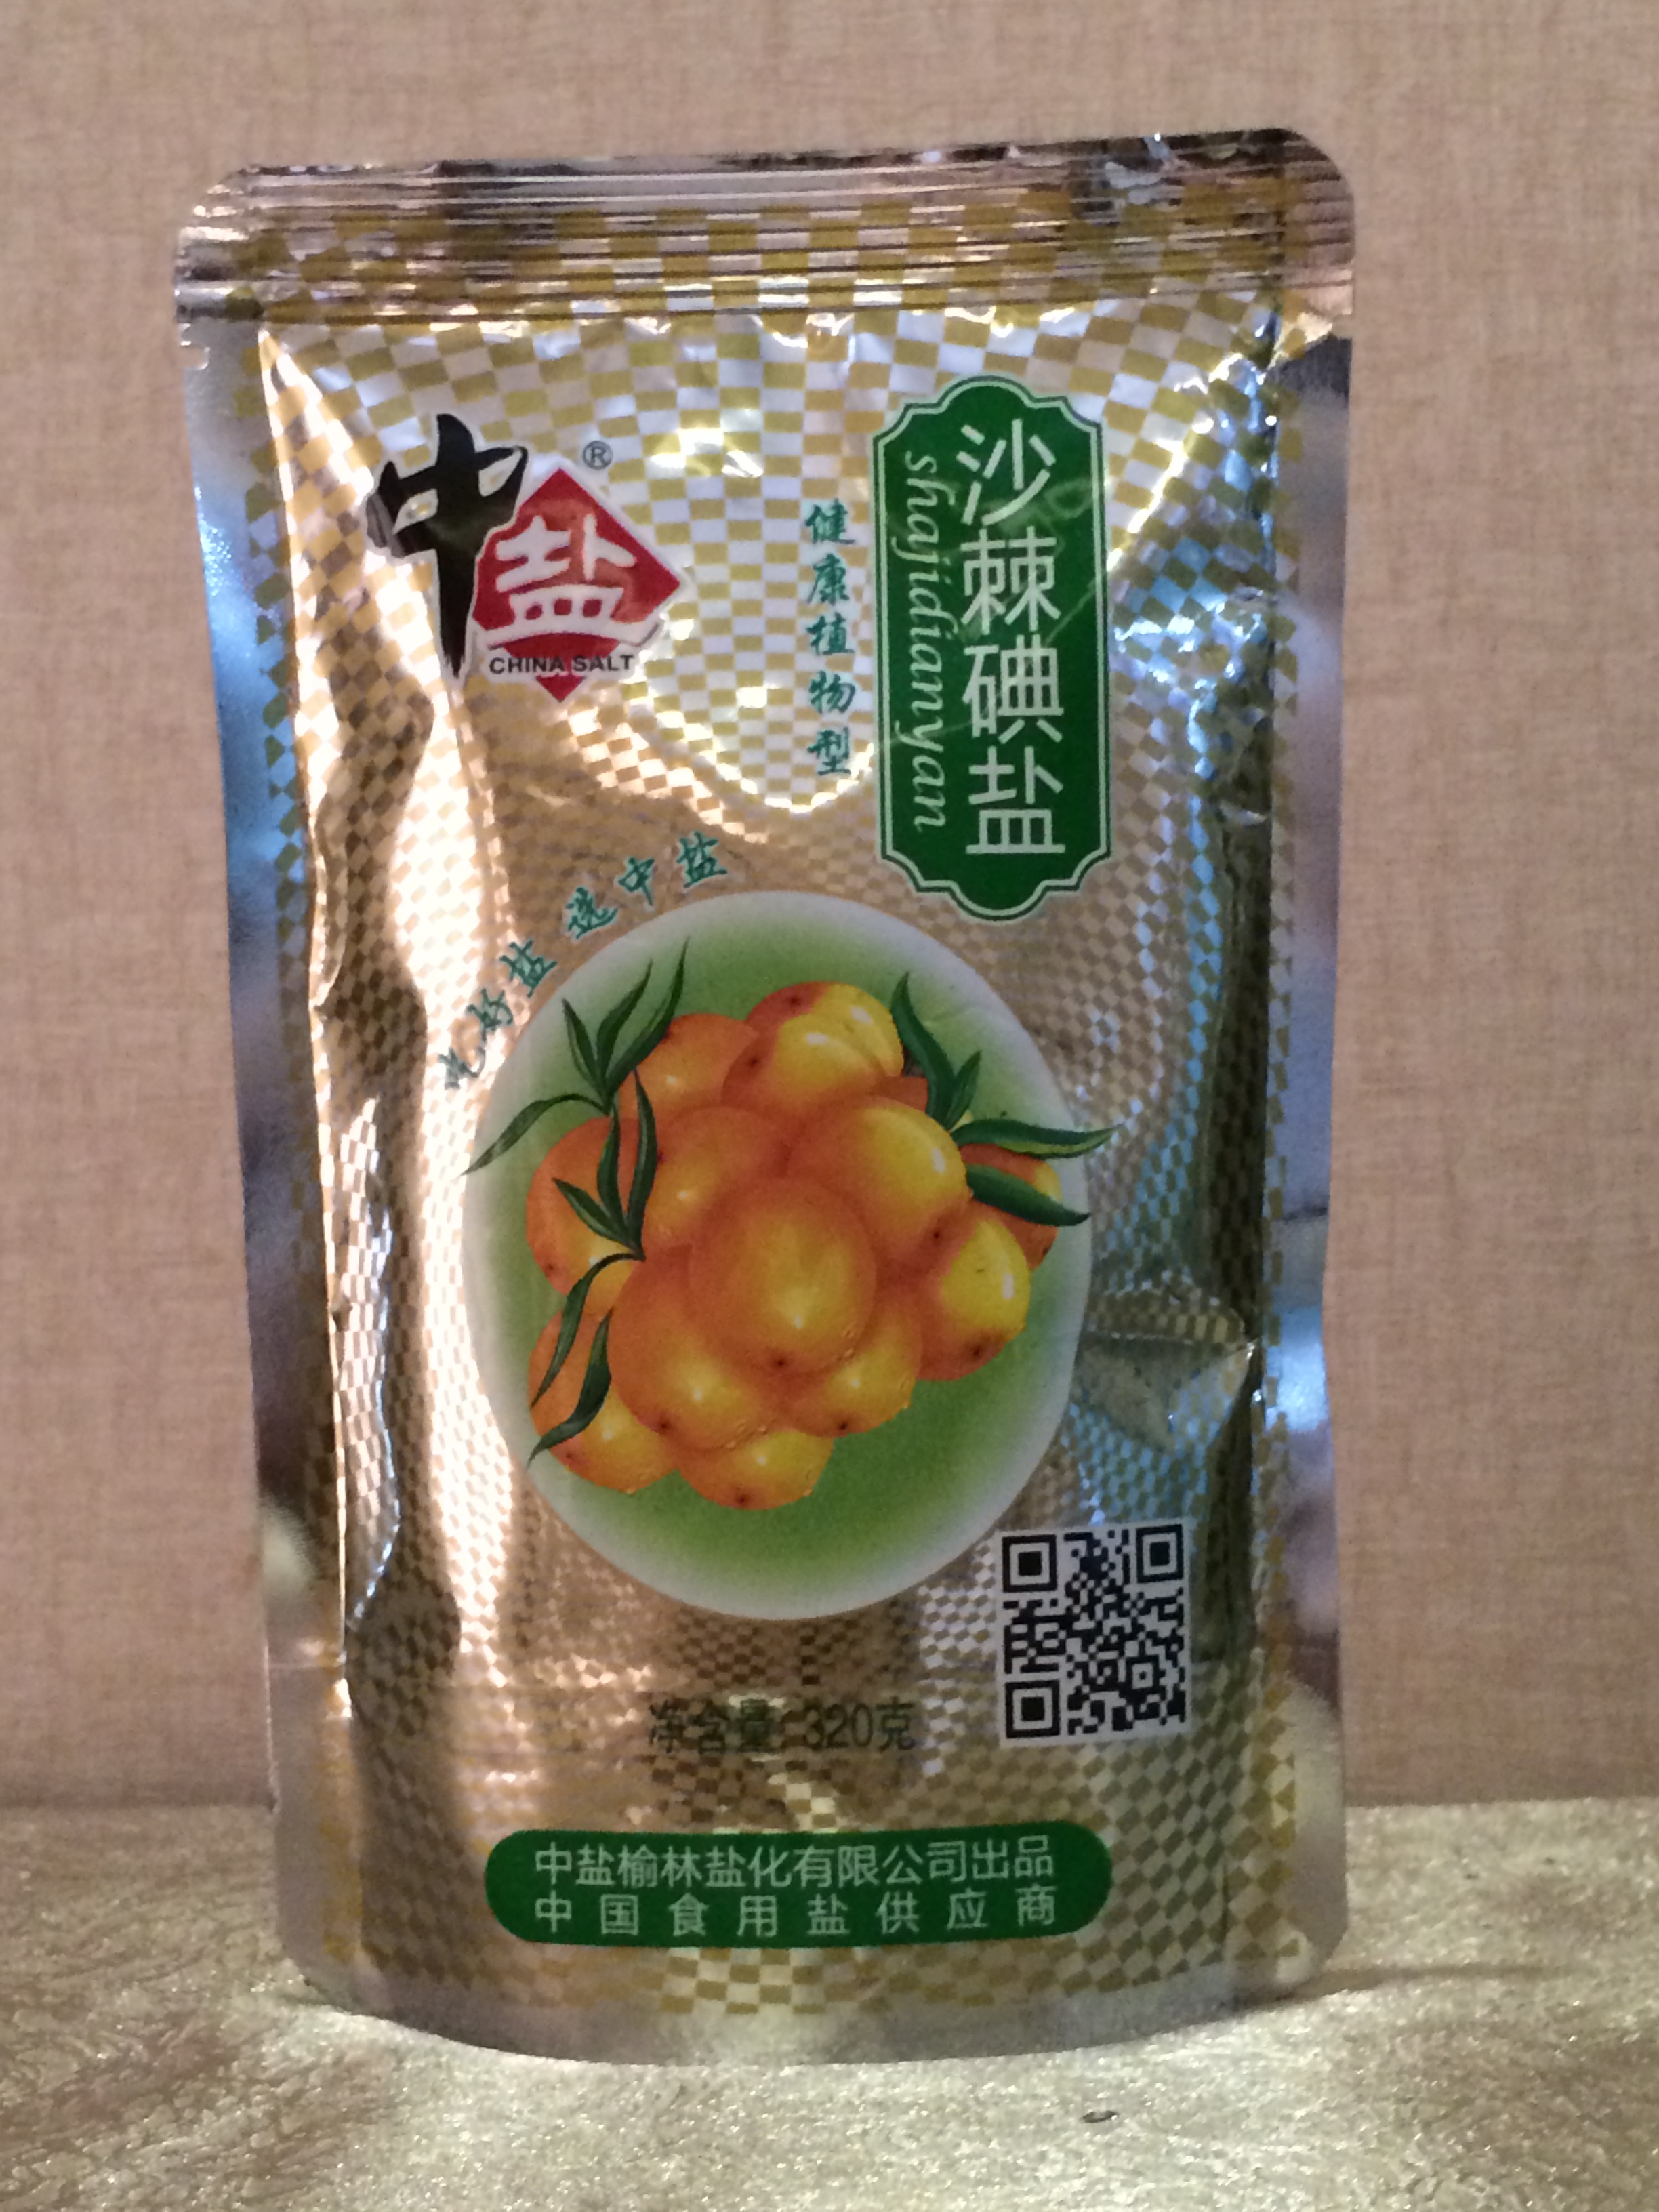 中盐®
CHINA SALT
健康植物型
沙棘碘盐
shajidianyan
吃好盐 选中盐
净含量：320克
中盐榆林盐化有限公司出品
中国食用盐供应商